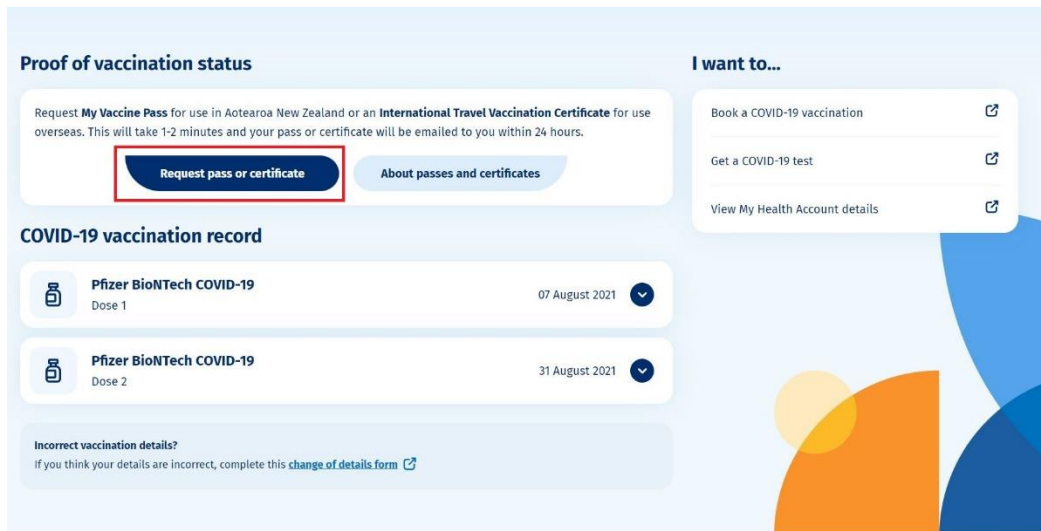 Proof of vaccination status
Request My Vaccine Pass for use in Aotearoa New Zealand or an International Travel Vaccination Certificate for use
overseas. This will take 1-2 minutes and your pass or certificate will be emailed to you within 24 hours.
Request pass or certificate
About passes and certificates
COVID-19 vaccination record
Pfizer BioNTech COVID-19
Dose 1
07 August 2021
Pfizer BioNTech COVID-19
Dose 2
31 August 2021
Incorrect vaccination details?
If you think your details are incorrect, complete this change of details form
I want to...
Book a COVID-19 vaccination
Get a COVID-19 test
View My Health Account details